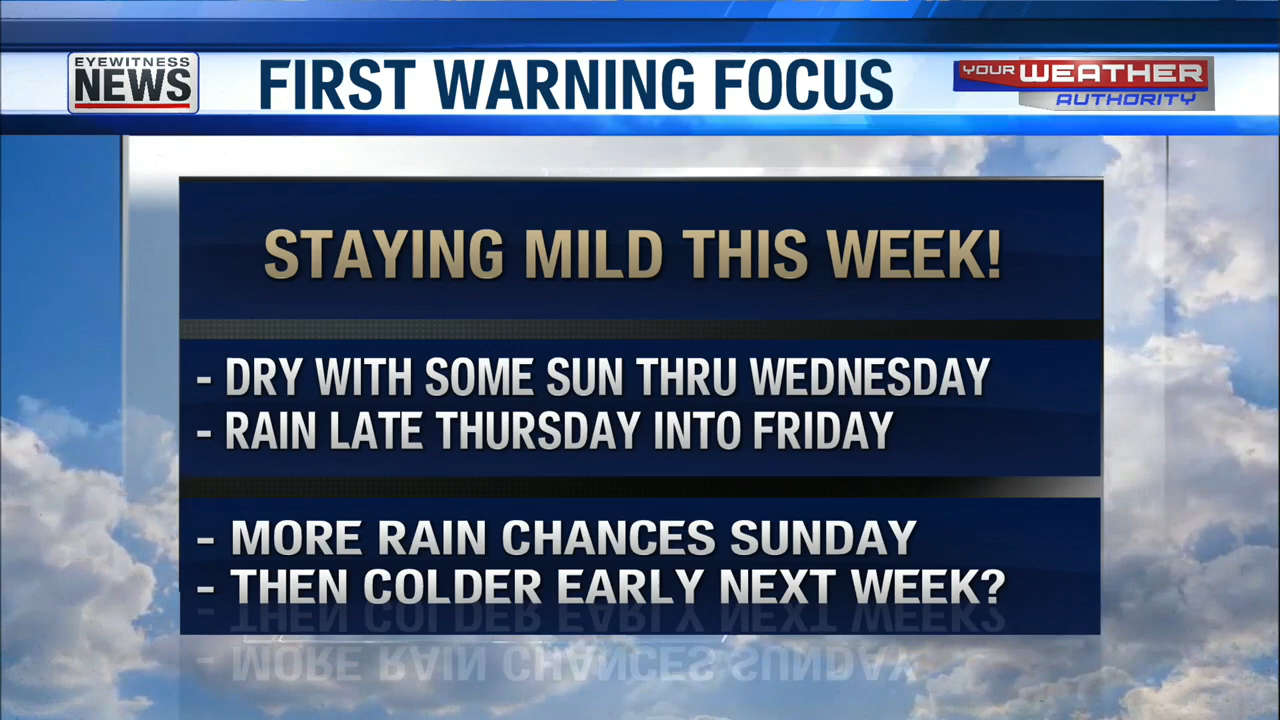 EYEWITNESS
NEWS
FIRST WARNING FOCUS
YOUR WEATHER
AUTHORITY
STAYING MILD THIS WEEK!
- DRY WITH SOME SUN THRU WEDNESDAY
- RAIN LATE THURSDAY INTO FRIDAY
- MORE RAIN CHANCES SUNDAY
- THEN COLDER EARLY NEXT WEEK?